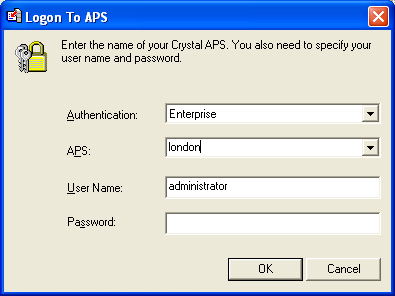 Logon To APS
Enter the name of your Crystal APS. You also need to specify your
user name and password.
Authentication: Enterprise
APS: london
User Name: administrator
Password:
OK Cancel